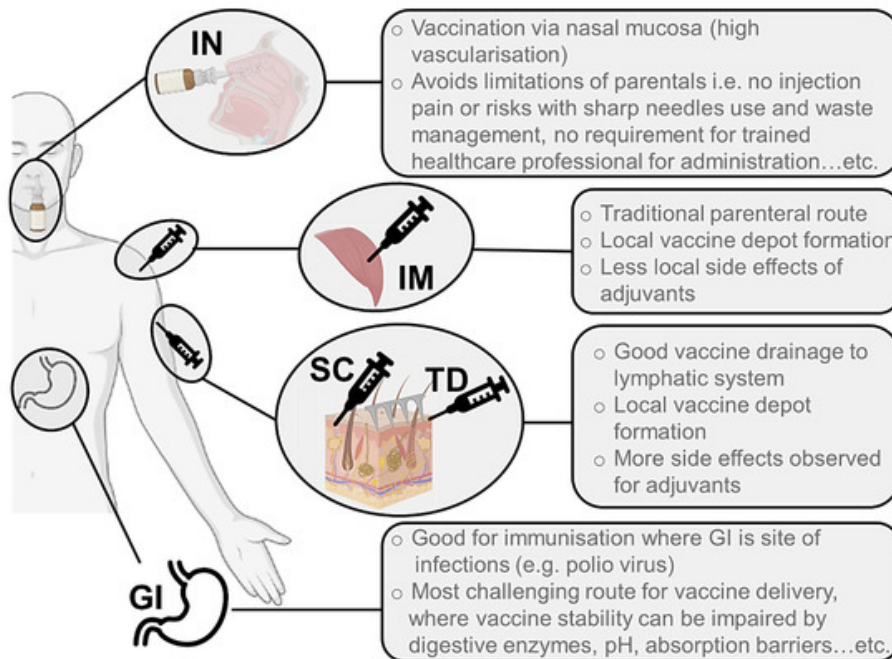 IN
○ Vaccination via nasal mucosa (high
vascularisation)
○ Avoids limitations of parentals i.e. no injection
pain or risks with sharp needles use and waste
management, no requirement for trained
healthcare professional for administration…etc.
IM
○ Traditional parenteral route
○ Local vaccine depot formation
○ Less local side effects of
adjuvants
SC
TD
○ Good vaccine drainage to
lymphatic system
○ Local vaccine depot
formation
○ More side effects observed
for adjuvants
GI
○ Good for immunisation where GI is site of
infections (e.g. polio virus)
○ Most challenging route for vaccine delivery,
where vaccine stability can be impaired by
digestive enzymes, pH, absorption barriers…etc.